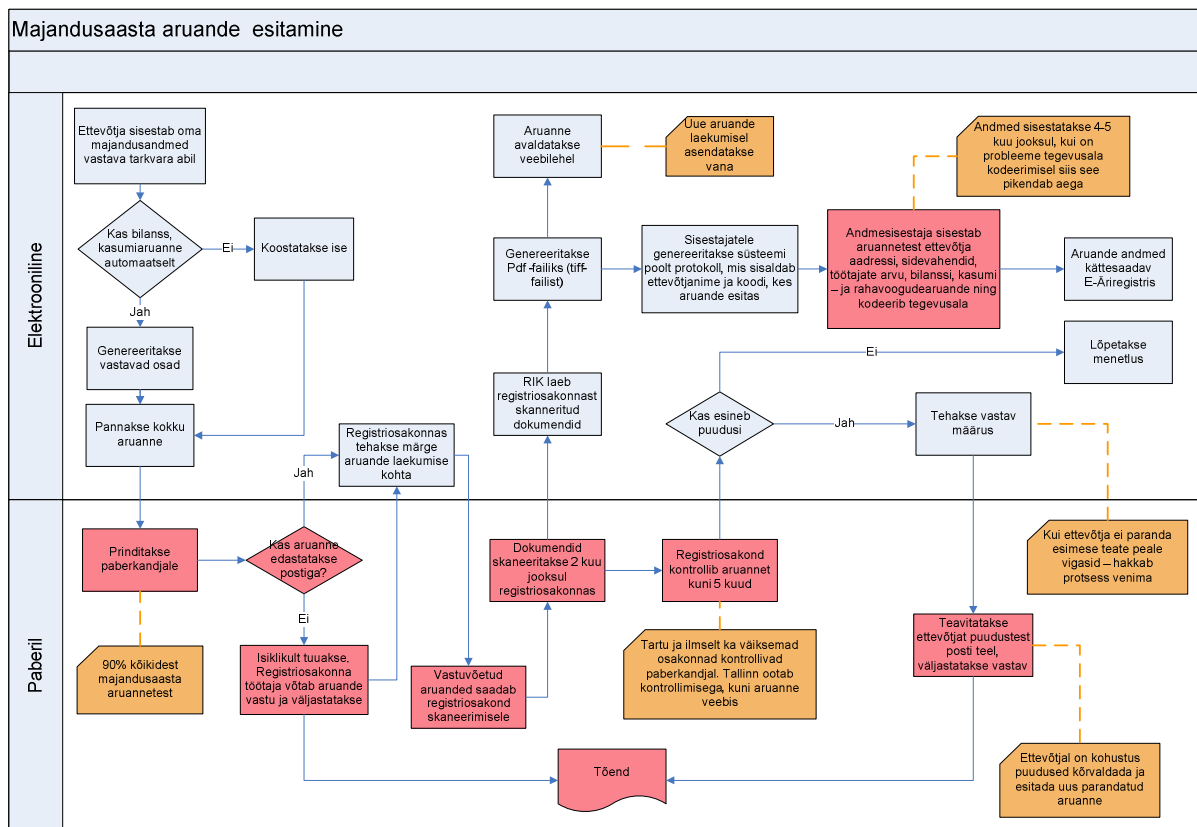 Majandusaasta aruande esitamine
Elektrooniline
Ettevõtja sisestab oma
majandusandmed
vastava tarkvara abil
Kas bilanss,
kasumiaruanne
automaatselt
Ei
Koostatakse ise
Jah
Genereeritakse
vastavad osad
Pannakse kokku
aruanne
Registriosakonnas
tehakse märge
aruande laekumise
kohta
Jah
Aruanne
avaldatakse
veebilehel
Uue aruande
laekumisel
asendatakse
vana
Genereeritakse
Pdf -failiks (tiff-
failist)
Sisestajatele
genereeritakse süsteemi
poolt protokoll, mis sisaldab
ettevõtjanime ja koodi, kes
aruande esitas
Andmed sisestatakse 4–5
kuu jooksul, kui on
probleeme tegevusala
kodeerimisel siis see
pikendab aega
Andmesisestaja sisestab
aruannetest ettevõtja
aadressi, sidevahendid,
töötajate arvu, bilanssi, kasumi
– ja rahavoogudearuande ning
kodeerib tegevusala
Aruande andmed
kättesaadav
E-Äriregistris
RIK laeb
registriosakonnast
skanneritud
dokumendid
Kas esineb
puudusi
Ei
Lõpetakse
menetlus
Jah
Tehakse vastav
määrus
Paberil
Prinditakse
paberkandjale
Kas aruanne
edastatakse
postiga?
Ei
90% kõikidest
majandusaasta
aruannetest
Isiklikult tuuakse.
Registriosakonna
töötaja võtab aruande
vastu ja väljastatakse
Vastuvõetud
aruanded saadab
registriosakond
skaneerimisele
Dokumendid
skaneeritakse 2 kuu
jooksul
registriosakonnas
Registriosakond
kontrollib aruannet
kuni 5 kuud
Tartu ja ilmselt ka väiksemad
osakonnad kontrollivad
paberkandjal. Tallinn ootab
kontrollimisega, kuni aruanne
veebis
Kui ettevõtja ei paranda
esimese teate peale
vigasid – hakkab
protsess venima
Teavitatakse
ettevõtjat puudustest
posti teel,
väljastatakse vastav
Tõend
Ettevõtjal on kohustus
puudused kõrvaldada ja
esitada uus parandatud
aruanne